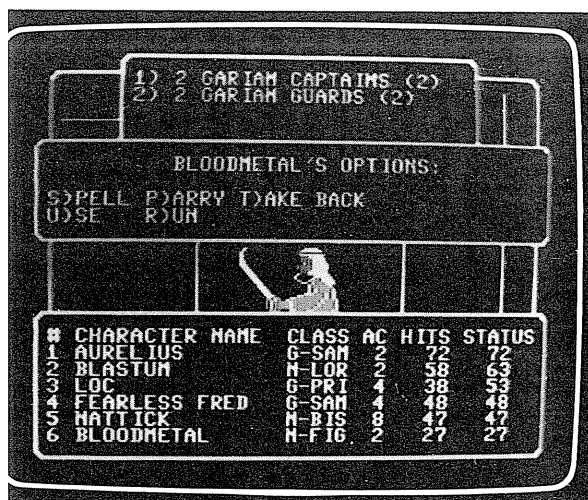 1) 2 GARIAN CAPTAINS (2)
2) 2 GARIAN GUARDS (2)
BLOODMETAL'S OPTIONS:
S)PELL P)ARRY T)AKE BACK
U)SE R)UN
# CHARACTER NAME CLASS AC HITS STATUS
1 AURELIUS G-SAM 2 72 72
2 BLASTUM N-LOR 2 58 63
3 LOC G-PRI 4 38 53
4 FEARLESS FRED G-SAM 4 48 48
5 NATTICK N-BIS 8 47 47
6 BLOODMETAL N-FIG 2 27 27